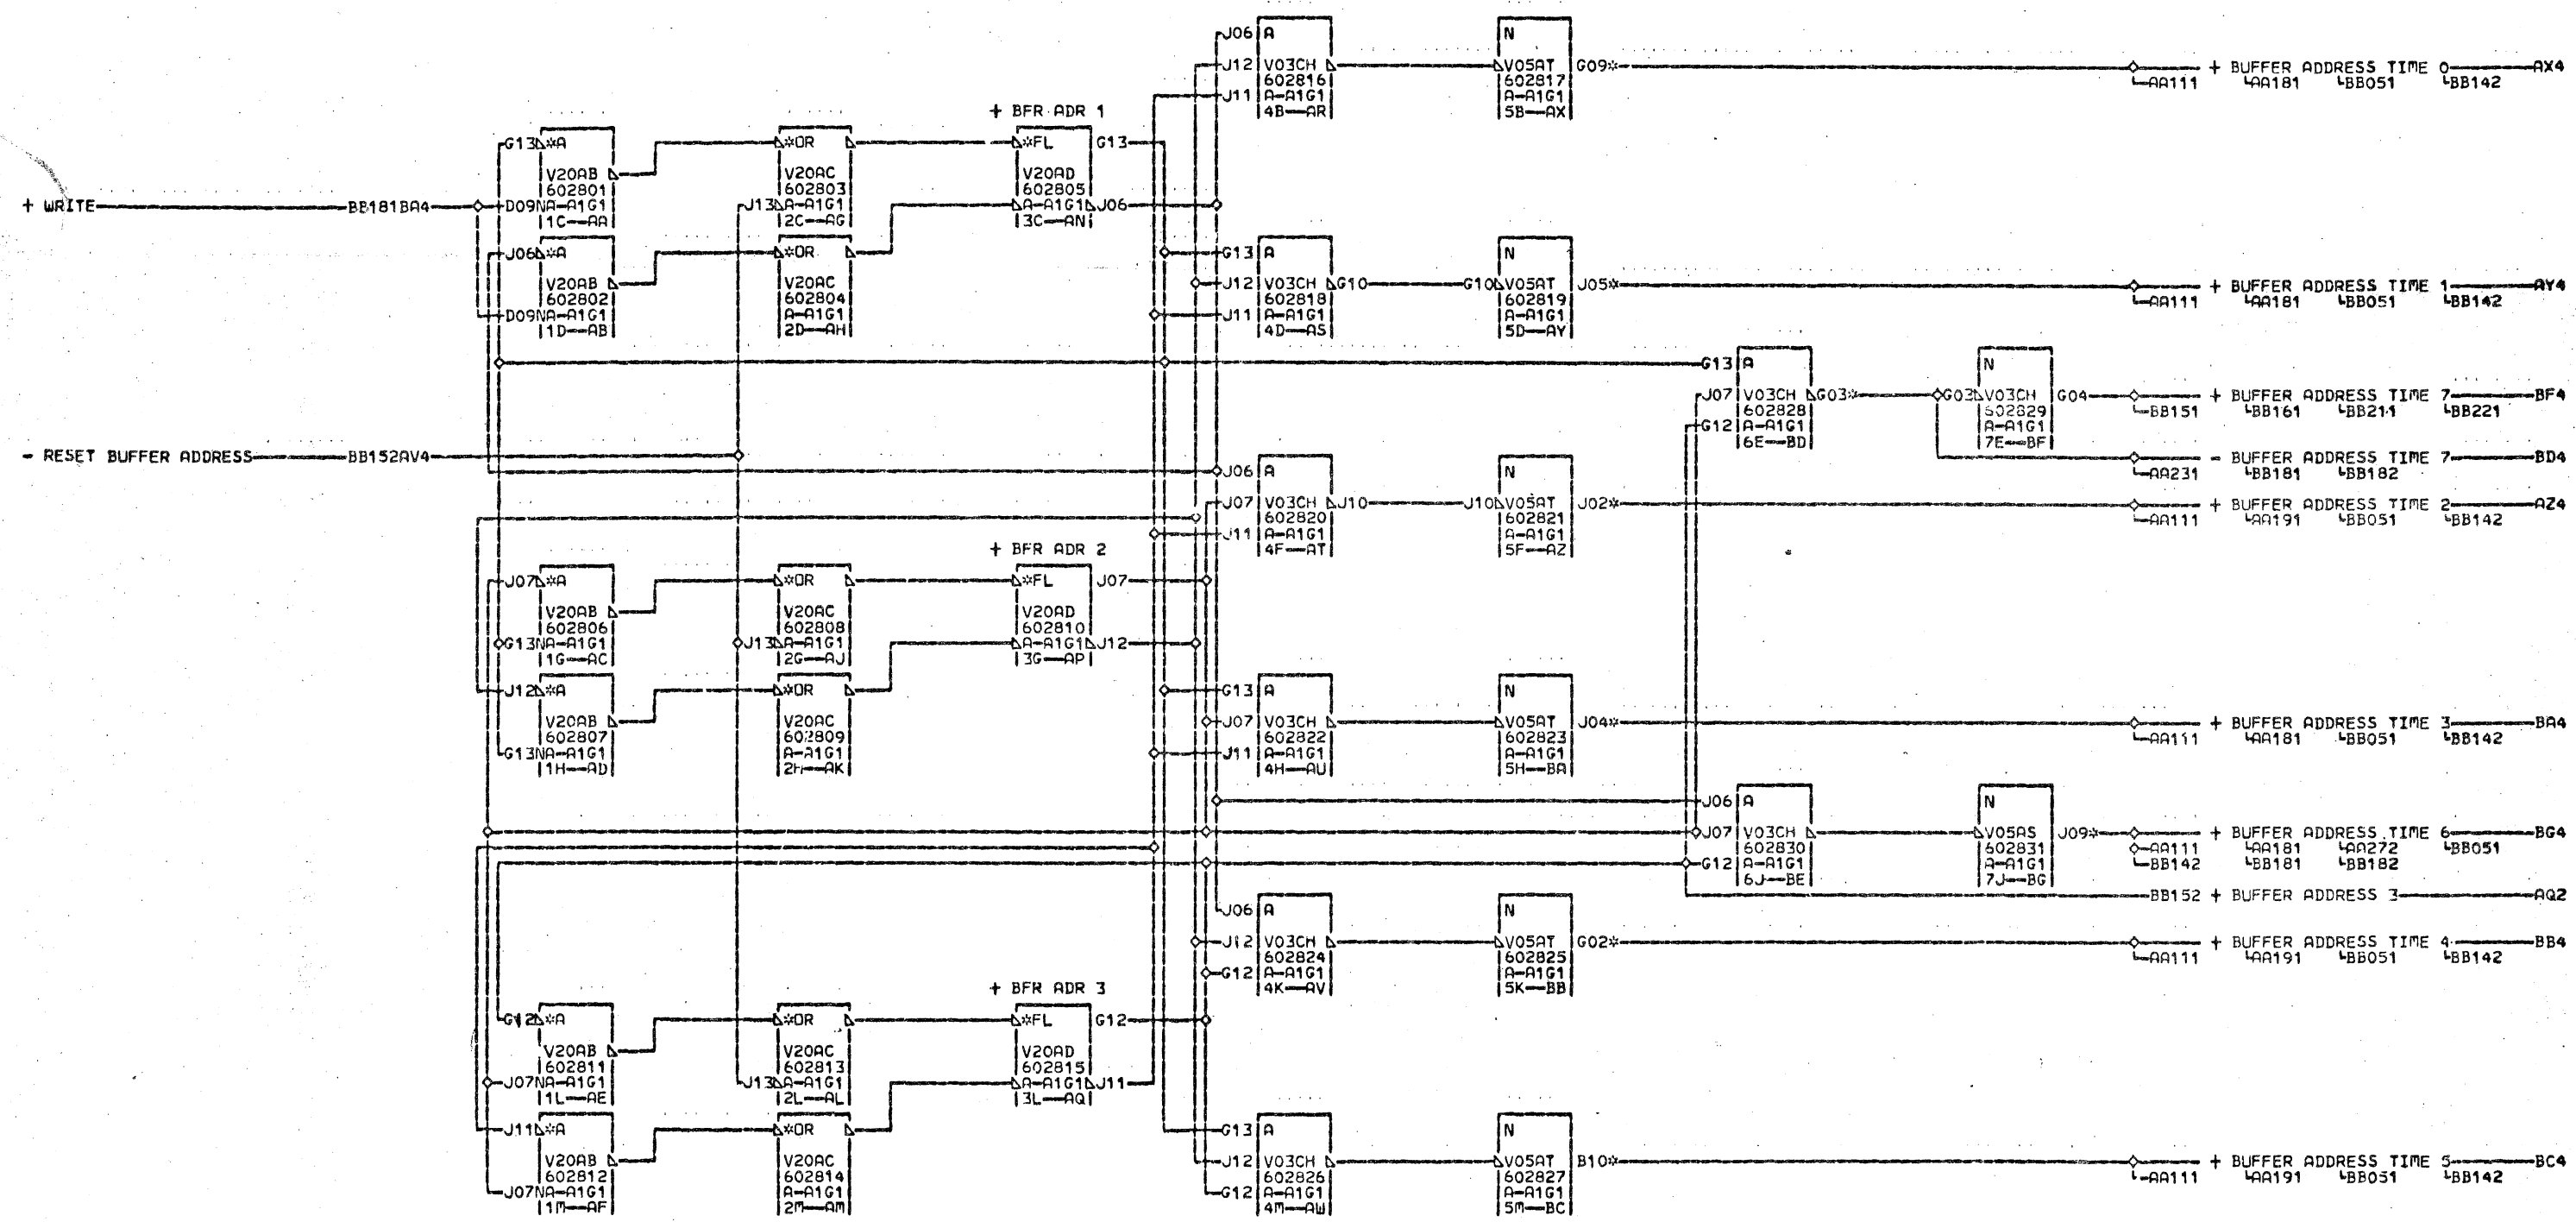 J06 A N
J12 V03CH V05AT G09* + BUFFER ADDRESS TIME 0 AX4
602816 602817 AA111 AA181 BB051 BB142
J11 A-A1G1 A-A1G1
4B-AR 5B-AX
+ BFR ADR 1
G13 *A *OR *FL G13
V20AB V20AC V20AD
602801 602803 602805
+ WRITE BB181BA4 D09NA-A1G1 J13 A-A1G1 A-A1G1 J06
1C-AA 2C-AG 3C-AN
J06 *A *OR G13 A N
V20AB V20AC J12 V03CH G10 G10 V05AT J05* + BUFFER ADDRESS TIME 1 AY4
602802 602804 602818 602819 AA111 AA181 BB051 BB142
D09NA-A1G1 A-A1G1 J11 A-A1G1 A-A1G1
1D-AB 2D-AH 4D-AS 5D-AY
G13 A N
J07 V03CH G03* G03 V03CH G04 + BUFFER ADDRESS TIME 7 BF4
602828 602829 BB151 BB161 BB211 BB221
G12 A-A1G1 A-A1G1
6E-BD 7E-BF
- RESET BUFFER ADDRESS BB152AV4 - BUFFER ADDRESS TIME 7 BD4
J06 A N AA231 BB181 BB182
J07 V03CH J10 J10 V05AT J02* + BUFFER ADDRESS TIME 2 AZ4
602820 602821 AA111 AA191 BB051 BB142
J11 A-A1G1 A-A1G1
+ BFR ADR 2 4F-AT 5F-AZ
J07 *A *OR *FL J07
V20AB V20AC V20AD
602806 602808 602810
G13NA-A1G1 J13 A-A1G1 A-A1G1 J12
1G-AC 2G-AJ 3G-AP
J12 *A *OR G13 A N
V20AB V20AC J07 V03CH V05AT J04* + BUFFER ADDRESS TIME 3 BA4
602807 602809 602822 602823 AA111 AA181 BB051 BB142
G13NA-A1G1 A-A1G1 J11 A-A1G1 A-A1G1
1H-AD 2H-AK 4H-AU 5H-BA
J06 A N
J07 V03CH V05AS J09* + BUFFER ADDRESS TIME 6 BG4
602830 602831 AA111 AA181 AA272 BB051
G12 A-A1G1 A-A1G1 BB142 BB181 BB182
6J-BE 7J-BG
BB152 + BUFFER ADDRESS 3 AQ2
J06 A N
J12 V03CH V05AT G02* + BUFFER ADDRESS TIME 4 BB4
602824 602825 AA111 AA191 BB051 BB142
G12 A-A1G1 A-A1G1
+ BFR ADR 3 4K-AV 5K-BB
G12 *A *OR *FL G12
V20AB V20AC V20AD
602811 602813 602815
J07NA-A1G1 J13 A-A1G1 A-A1G1 J11
1L-AE 2L-AL 3L-AQ
J11 *A *OR G13 A N
V20AB V20AC J12 V03CH V05AT B10* + BUFFER ADDRESS TIME 5 BC4
602812 602814 602826 602827 AA111 AA191 BB051 BB142
J07NA-A1G1 A-A1G1 G12 A-A1G1 A-A1G1
1M-AF 2M-AM 4M-AW 5M-BC